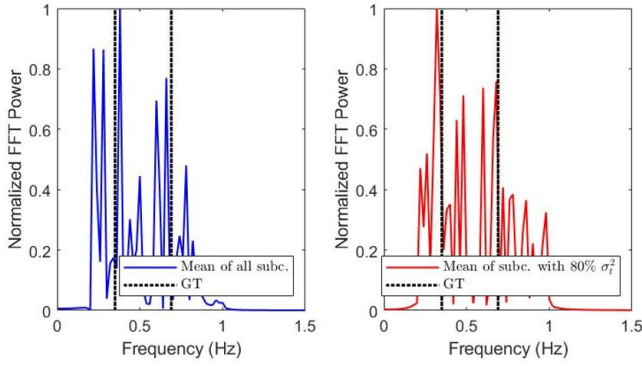 1
0.8
0.6
0.4
0.2
0
Normalized FFT Power
0 0.5 1 1.5
Frequency (Hz)
Mean of all subc.
GT
1
0.8
0.6
0.4
0.2
0
Normalized FFT Power
0 0.5 1 1.5
Frequency (Hz)
Mean of subc. with 80% σ²ₜ
GT